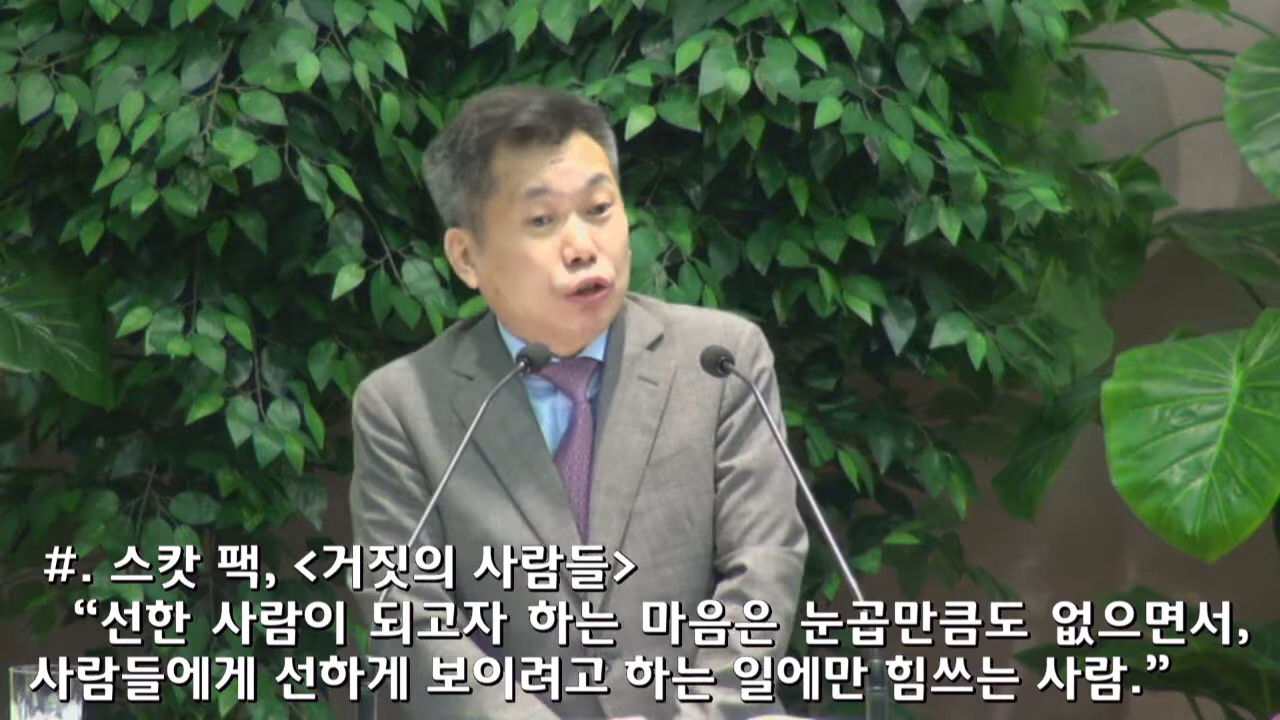 #. 스캇 팩, <거짓의 사람들>
“선한 사람이 되고자 하는 마음은 눈곱만큼도 없으면서,
사람들에게 선하게 보이려고 하는 일에만 힘쓰는 사람.”